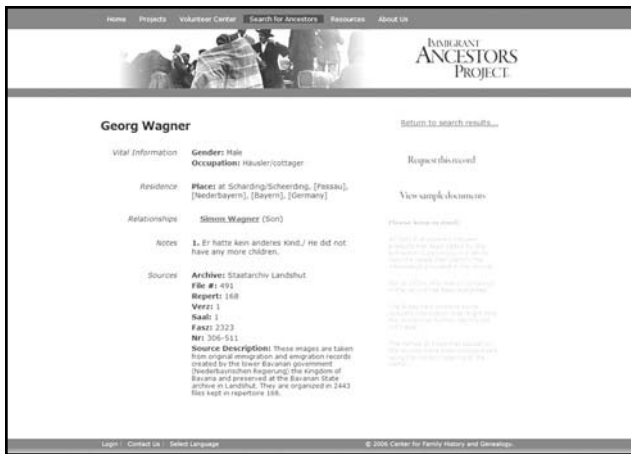 Home Projects Volunteer Center Search for Ancestors Resources About Us
IMMIGRANT
ANCESTORS
PROJECT
Georg Wagner
Return to search results...
Vital Information Gender: Male
Occupation: Häusler/cottager
Request this record
Residence Place: at Scharding/Scheerding, [Passau],
[Nederbayern], [Bayern], [Germany]
View sample documents
Relationships Simon Wagner (Son)
Please keep in mind:
Notes 1. Er hatte kein anderes Kind./ He did not
have any more children.
Sources Archive: Staatarchiv Landshut
File #: 491
Repert: 168
Verz: 1
Saal: 1
Fasz: 2323
Nr: 306-511
Source Description: These images are taken
from original immigration and emigration records
created by the lower Bavarian government
(Niederbayrischen Regierung) the Kingdom of
Bavaria and preserved at the Bavarian State
archive in Landshut. They are organized in 2443
files kept in repertoire 168.
Login | Contact Us | Select Language
© 2006 Center for Family History and Genealogy.